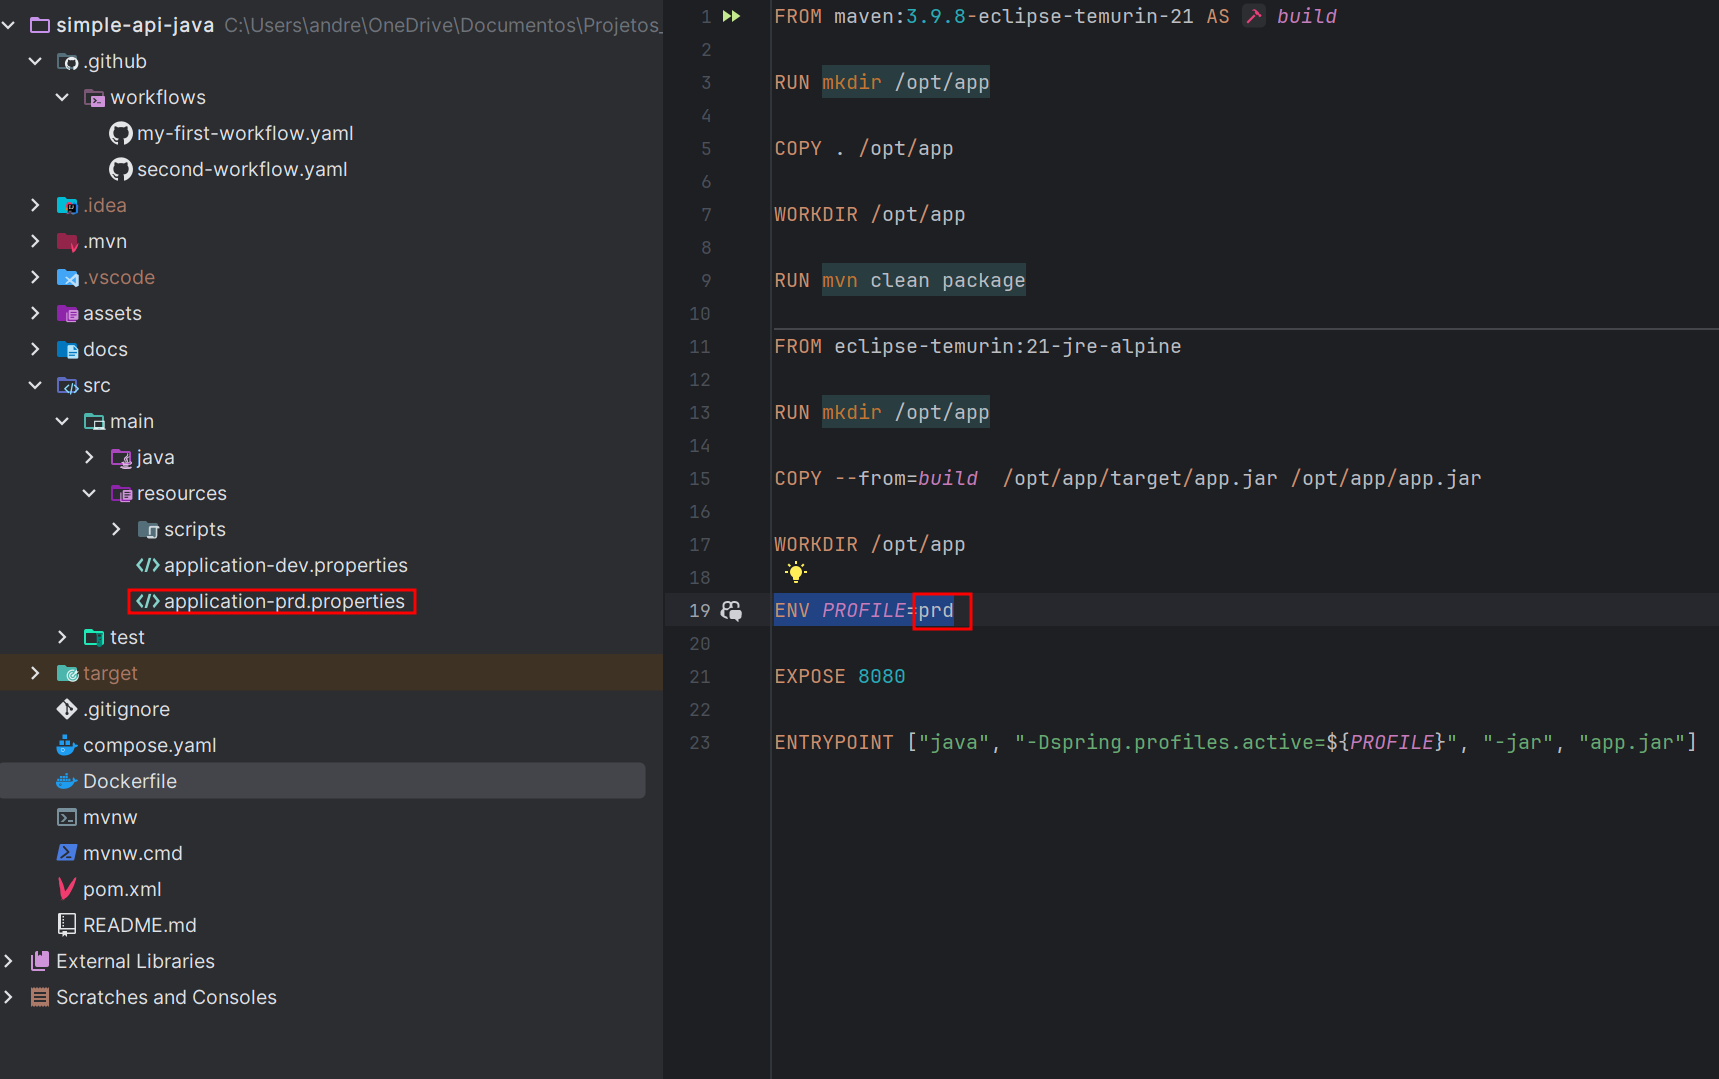 simple-api-java C:\Users\andre\OneDrive\Documentos\Projetos_
.github
workflows
my-first-workflow.yaml
second-workflow.yaml
.idea
.mvn
.vscode
assets
docs
src
main
java
resources
scripts
application-dev.properties
application-prd.properties
test
target
.gitignore
compose.yaml
Dockerfile
mvnw
mvnw.cmd
pom.xml
README.md
External Libraries
Scratches and Consoles
1 FROM maven:3.9.8-eclipse-temurin-21 AS build
2
3 RUN mkdir /opt/app
4
5 COPY . /opt/app
6
7 WORKDIR /opt/app
8
9 RUN mvn clean package
10
11 FROM eclipse-temurin:21-jre-alpine
12
13 RUN mkdir /opt/app
14
15 COPY --from=build  /opt/app/target/app.jar /opt/app/app.jar
16
17 WORKDIR /opt/app
18
19 ENV PROFILE=prd
20
21 EXPOSE 8080
22
23 ENTRYPOINT ["java", "-Dspring.profiles.active=${PROFILE}", "-jar", "app.jar"]